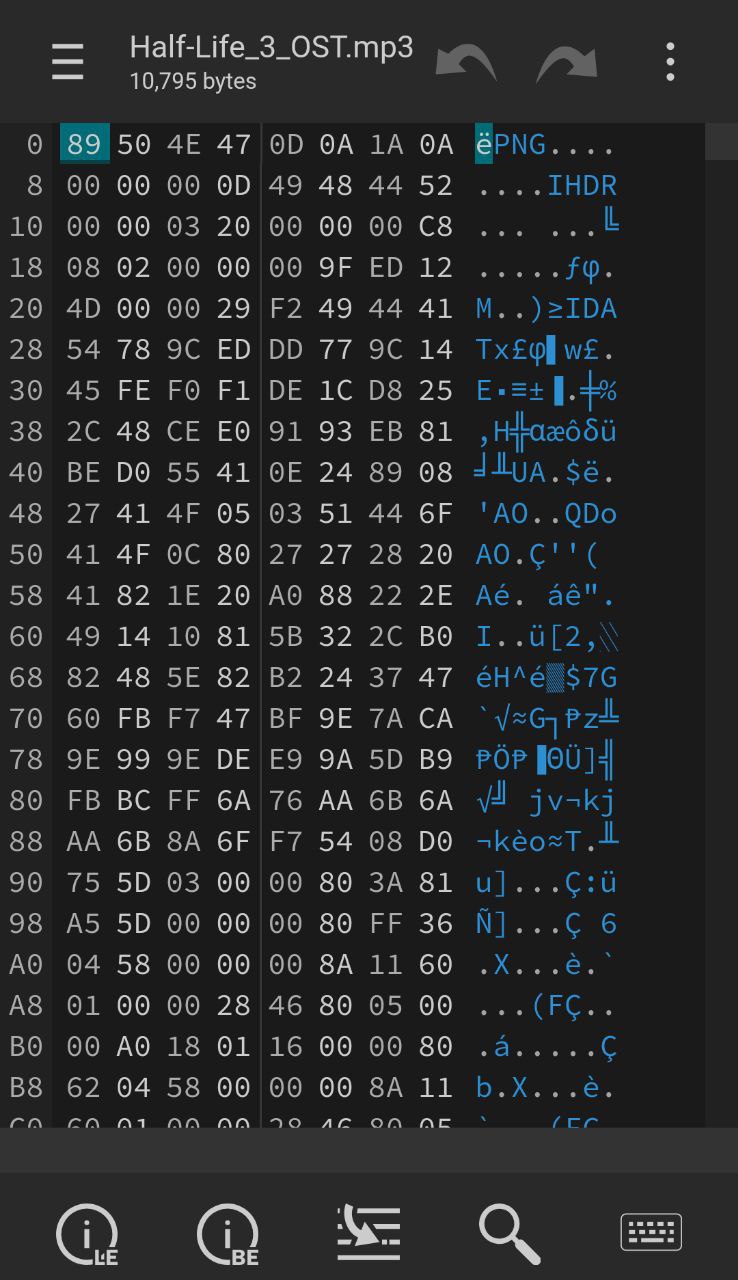 Half-Life_3_OST.mp3
10,795 bytes
0 89 50 4E 47 0D 0A 1A 0A ëPNG....
8 00 00 00 0D 49 48 44 52 ....IHDR
10 00 00 03 20 00 00 00 C8 ... ...╚
18 08 02 00 00 00 9F ED 12 .....ƒφ.
20 4D 00 00 29 F2 49 44 41 M..)≥IDA
28 54 78 9C ED DD 77 9C 14 Tx£φ▌w£.
30 45 FE F0 F1 DE 1C D8 25 E▪≡±▐.╪%
38 2C 48 CE E0 91 93 EB 81 ,H╬αæôδü
40 BE D0 55 41 0E 24 89 08 ╛╨UA.$ë.
48 27 41 4F 05 03 51 44 6F 'AO..QDo
50 41 4F 0C 80 27 27 28 20 AO.Ç''(
58 41 82 1E 20 A0 88 22 2E Aé. áê".
60 49 14 10 81 5B 32 2C B0 I..ü[2,░
68 82 48 5E 82 B2 24 37 47 éH^é▓$7G
70 60 FB F7 47 BF 9E 7A CA `√≈G┐₧z╩
78 9E 99 9E DE E9 9A 5D B9 ₧Ö₧▐ΘÜ]╣
80 FB BC FF 6A 76 AA 6B 6A √╝ jv¬kj
88 AA 6B 8A 6F F7 54 08 D0 ¬kèo≈T.╨
90 75 5D 03 00 00 80 3A 81 u]...Ç:ü
98 A5 5D 00 00 00 80 FF 36 Ñ]...Ç 6
A0 04 58 00 00 00 8A 11 60 .X...è.`
A8 01 00 00 28 46 80 05 00 ...(FÇ..
B0 00 A0 18 01 16 00 00 80 .á.....Ç
B8 62 04 58 00 00 00 8A 11 b.X...è.
C0 60 01 00 00 28 46 80 05 `...(FÇ.
i LE
i BE